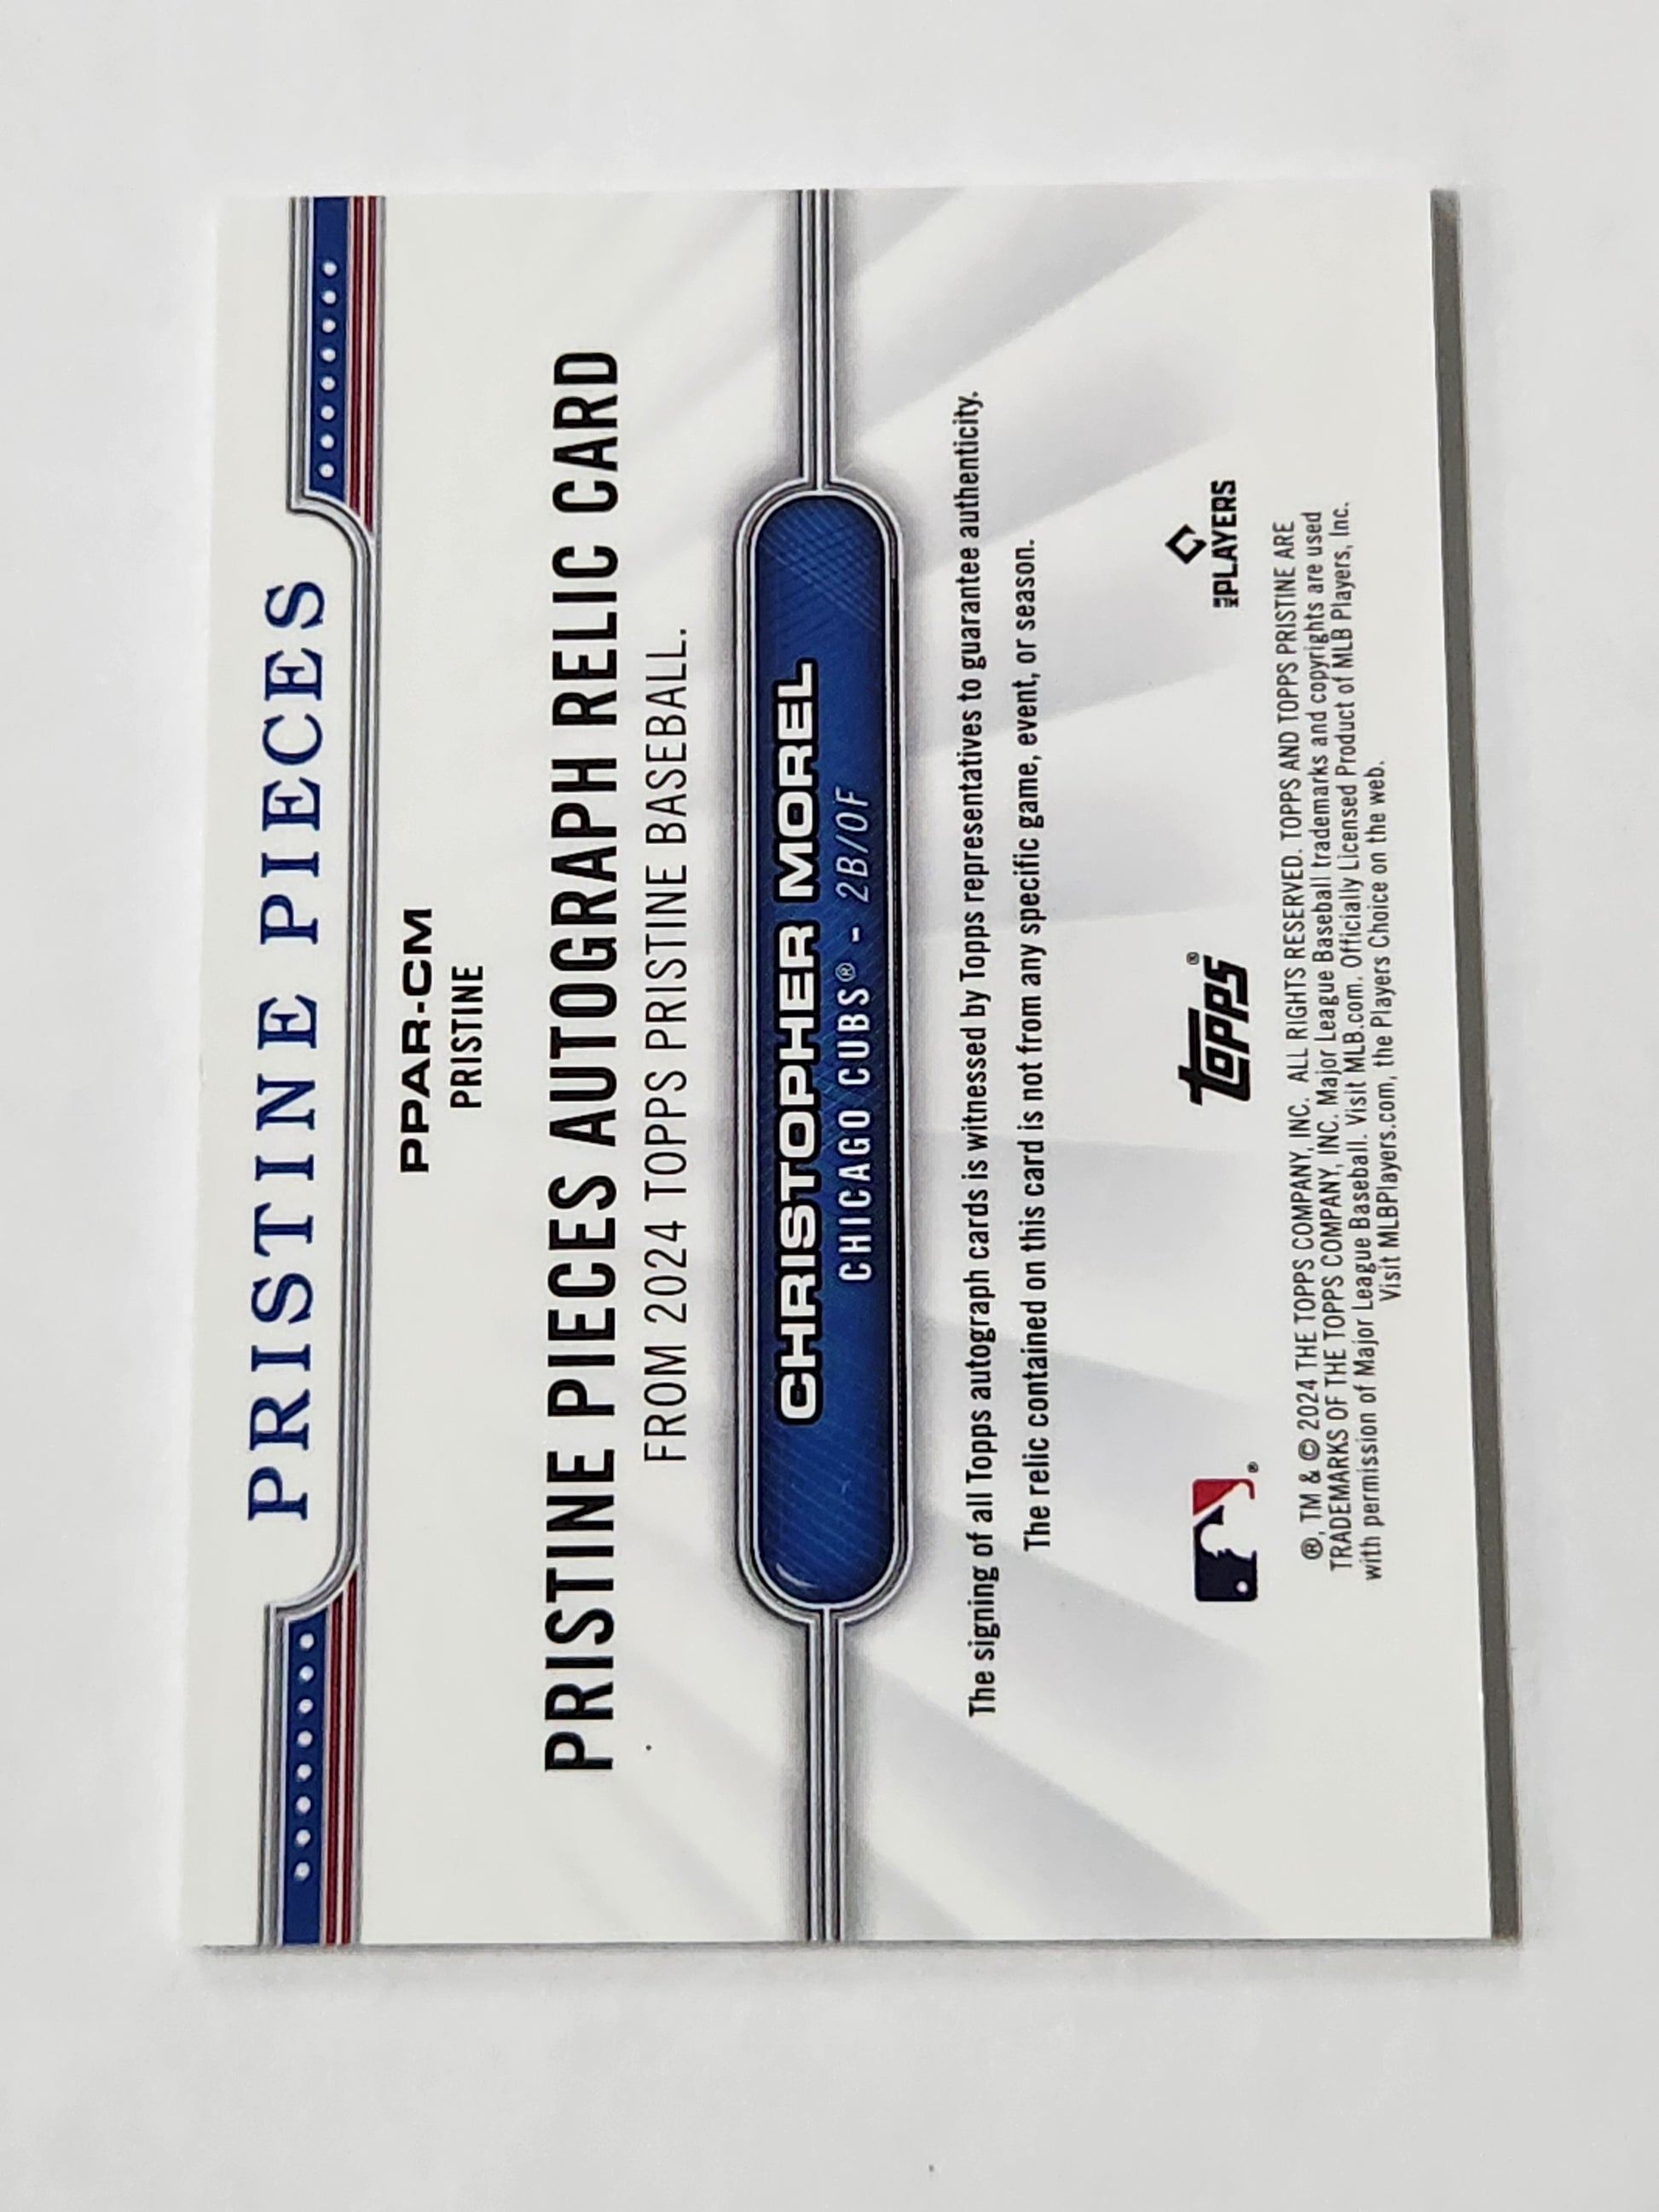 PRISTINE PIECES
PPAR-CM
PRISTINE
PRISTINE PIECES AUTOGRAPH RELIC CARD
FROM 2024 TOPPS PRISTINE BASEBALL.
CHRISTOPHER MOREL
CHICAGO CUBS® - 2B/OF
The signing of all Topps autograph cards is witnessed by Topps representatives to guarantee authenticity.
The relic contained on this card is not from any specific game, event, or season.
®
topps®
MLB PLAYERS
®, TM & © 2024 THE TOPPS COMPANY, INC. ALL RIGHTS RESERVED. TOPPS AND TOPPS PRISTINE ARE
TRADEMARKS OF THE TOPPS COMPANY, INC. Major League Baseball trademarks and copyrights are used
with permission of Major League Baseball. Visit MLB.com. Officially Licensed Product of MLB Players, Inc.
Visit MLBPlayers.com, the Players Choice on the web.